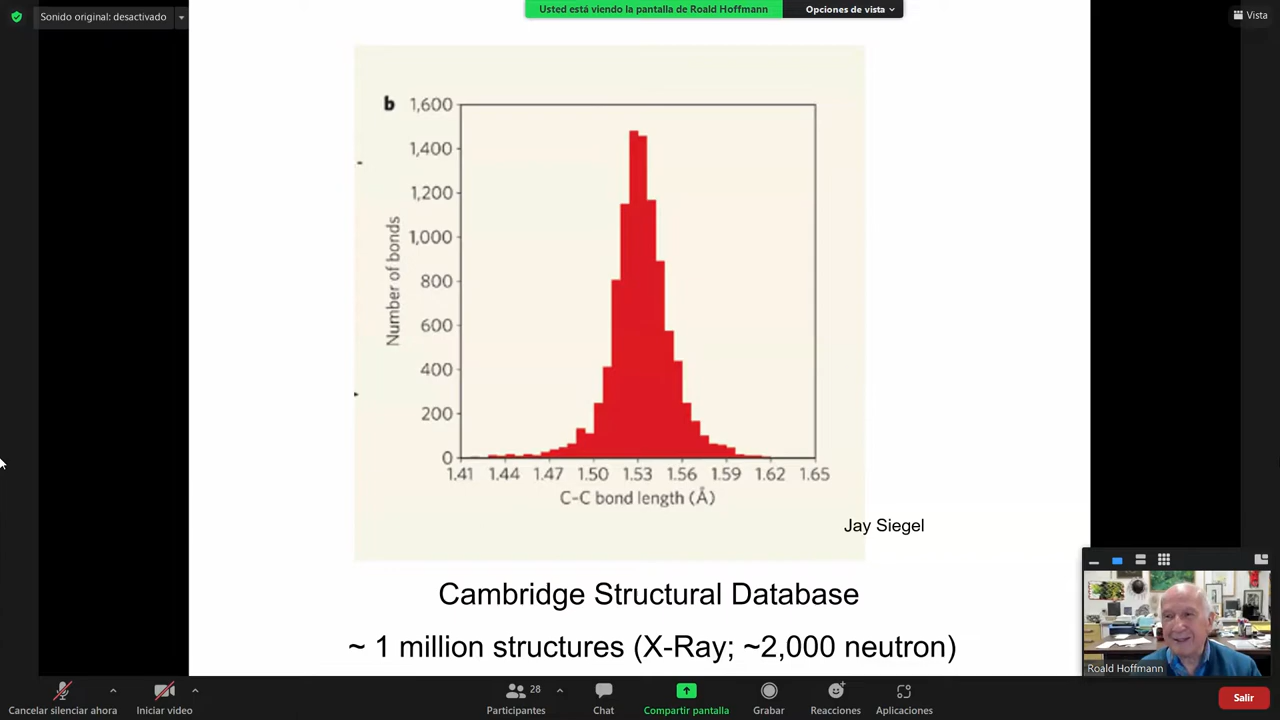 Sonido original: desactivado
Usted está viendo la pantalla de Roald Hoffmann
Opciones de vista
Vista
b
1,600
1,400
1,200
1,000
800
600
400
200
0
Number of bonds
1.41 1.44 1.47 1.50 1.53 1.56 1.59 1.62 1.65
C–C bond length (Å)
Jay Siegel
Cambridge Structural Database
~ 1 million structures (X-Ray; ~2,000 neutron)
Roald Hoffmann
Cancelar silenciar ahora
Iniciar video
Participantes
28
Chat
Compartir pantalla
Grabar
Reacciones
Aplicaciones
Salir